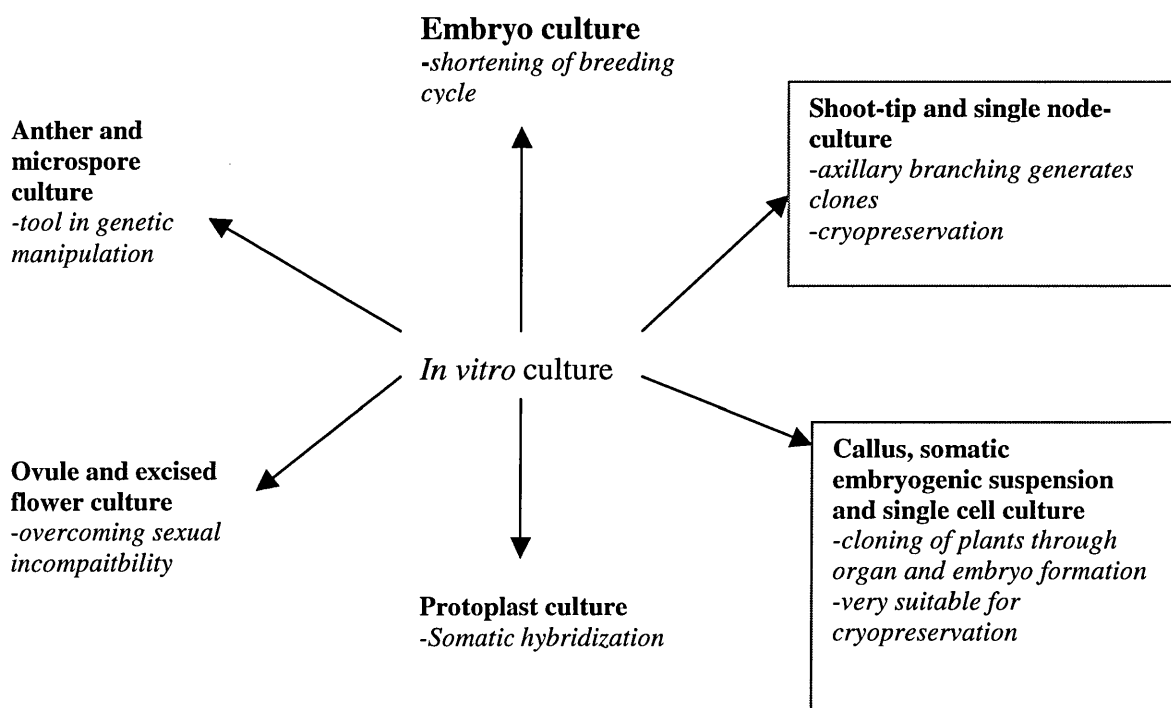 Embryo culture
-shortening of breeding
cycle
Anther and
microspore
culture
-tool in genetic
manipulation
Shoot-tip and single node-
culture
-axillary branching generates
clones
-cryopreservation
In vitro culture
Ovule and excised
flower culture
-overcoming sexual
incompaitbility
Protoplast culture
-Somatic hybridization
Callus, somatic
embryogenic suspension
and single cell culture
-cloning of plants through
organ and embryo formation
-very suitable for
cryopreservation